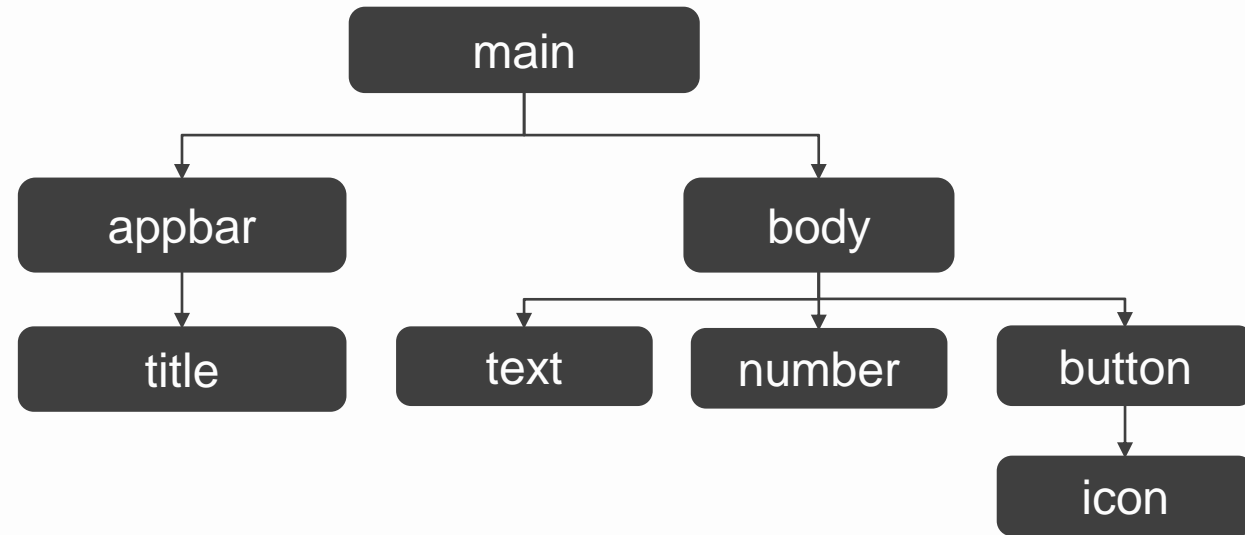 main
appbar
body
title
text
number
button
icon